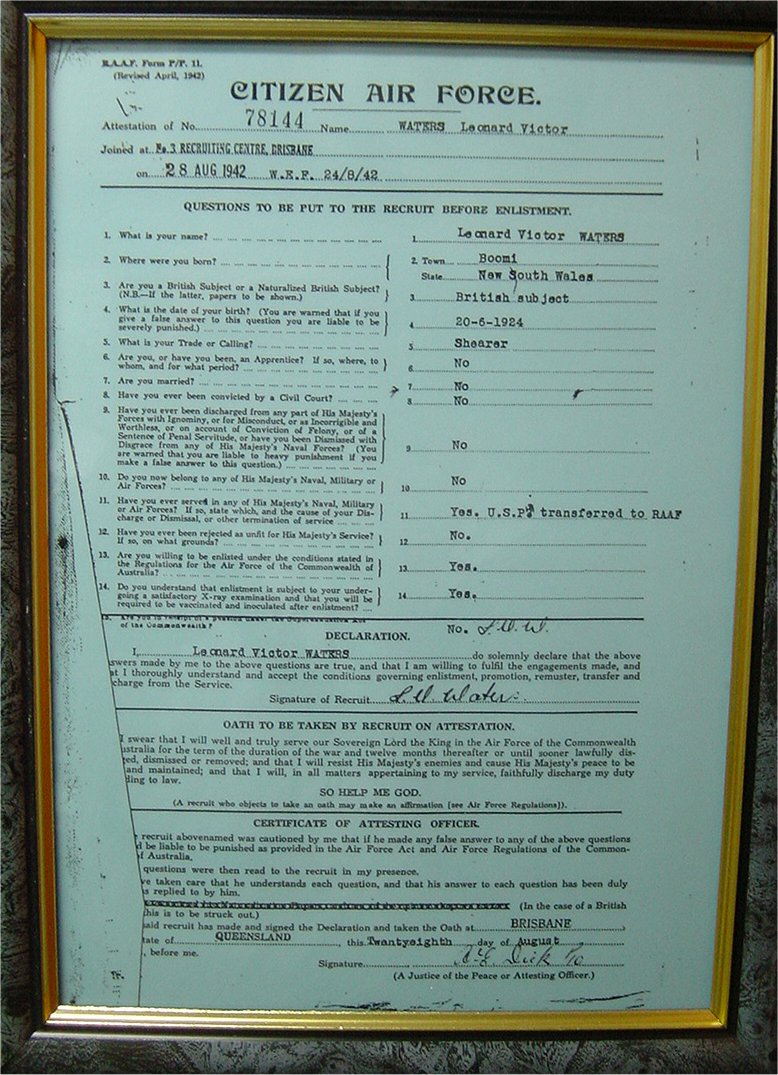 R.A.A.F. Form P/P. 11.
(Revised April, 1942)
CITIZEN AIR FORCE.
Attestation of No. 78144 Name WATERS Leonard Victor
Joined at No. 3 RECRUITING CENTRE, BRISBANE
on 28 AUG 1942 W.E.F. 24/8/42
QUESTIONS TO BE PUT TO THE RECRUIT BEFORE ENLISTMENT.
1. What is your name? 1. Leonard Victor WATERS
2. Where were you born? 2. Town Boomi
State New South Wales
3. Are you a British Subject or a Naturalized British Subject?
(N.B.—If the latter, papers to be shown.) 3 British subject
4. What is the date of your birth? (You are warned that if you
give a false answer to this question you are liable to be
severely punished.) 4 20-6-1924
5. What is your Trade or Calling? 5 Shearer
6. Are you, or have you been, an Apprentice? If so, where, to
whom, and for what period? 6 No
7. Are you married? 7 No
8. Have you ever been convicted by a Civil Court? 8 No
9. Have you ever been discharged from any part of His Majesty's
Forces with Ignominy, or for Misconduct, or as Incorrigible and
Worthless, or on account of Conviction of Felony, or of a
Sentence of Penal Servitude, or have you been Dismissed with
Disgrace from any of His Majesty's Naval Forces? (You
are warned that you are liable to heavy punishment if you
make a false answer to this question.) 9 No
10. Do you now belong to any of His Majesty's Naval, Military or
Air Forces? 10 No
11. Have you ever served in any of His Majesty's Naval, Military
or Air Forces? If so, state which, and the cause of your Dis-
charge or Dismissal, or other termination of service 11 Yes. U.S.P. transferred to RAAF
12. Have you ever been rejected as unfit for His Majesty's Service?
If so, on what grounds? 12 No.
13. Are you willing to be enlisted under the conditions stated in
the Regulations for the Air Force of the Commonwealth of
Australia? 13. Yes.
14. Do you understand that enlistment is subject to your under-
going a satisfactory X-ray examination and that you will be
required to be vaccinated and inoculated after enlistment? 14 Yes.
15. Are you in receipt of a pension under the Superannuation Act
of the Commonwealth? No. L.V.W.
DECLARATION.
I, Leonard Victor WATERS do solemnly declare that the above
swers made by me to the above questions are true, and that I am willing to fulfil the engagements made, and
at I thoroughly understand and accept the conditions governing enlistment, promotion, remuster, transfer and
charge from the Service.
Signature of Recruit L.V. Waters
OATH TO BE TAKEN BY RECRUIT ON ATTESTATION.
I swear that I will well and truly serve our Sovereign Lord the King in the Air Force of the Commonwealth
ustralia for the term of the duration of the war and twelve months thereafter or until sooner lawfully dis-
ed, dismissed or removed; and that I will resist His Majesty's enemies and cause His Majesty's peace to be
and maintained; and that I will, in all matters appertaining to my service, faithfully discharge my duty
ding to law.
SO HELP ME GOD.
(A recruit who objects to take an oath may make an affirmation [see Air Force Regulations]).
CERTIFICATE OF ATTESTING OFFICER.
recruit abovenamed was cautioned by me that if he made any false answer to any of the above questions
d be liable to be punished as provided in the Air Force Act and Air Force Regulations of the Common-
f Australia.
questions were then read to the recruit in my presence.
ve taken care that he understands each question, and that his answer to each question has been duly
s replied to by him.
(In the case of a British
this is to be struck out.)
said recruit has made and signed the Declaration and taken the Oath at BRISBANE,
tate of QUEENSLAND, this Twentyeighth day of August
, before me.
Signature Dick F/O
(A Justice of the Peace or Attesting Officer.)